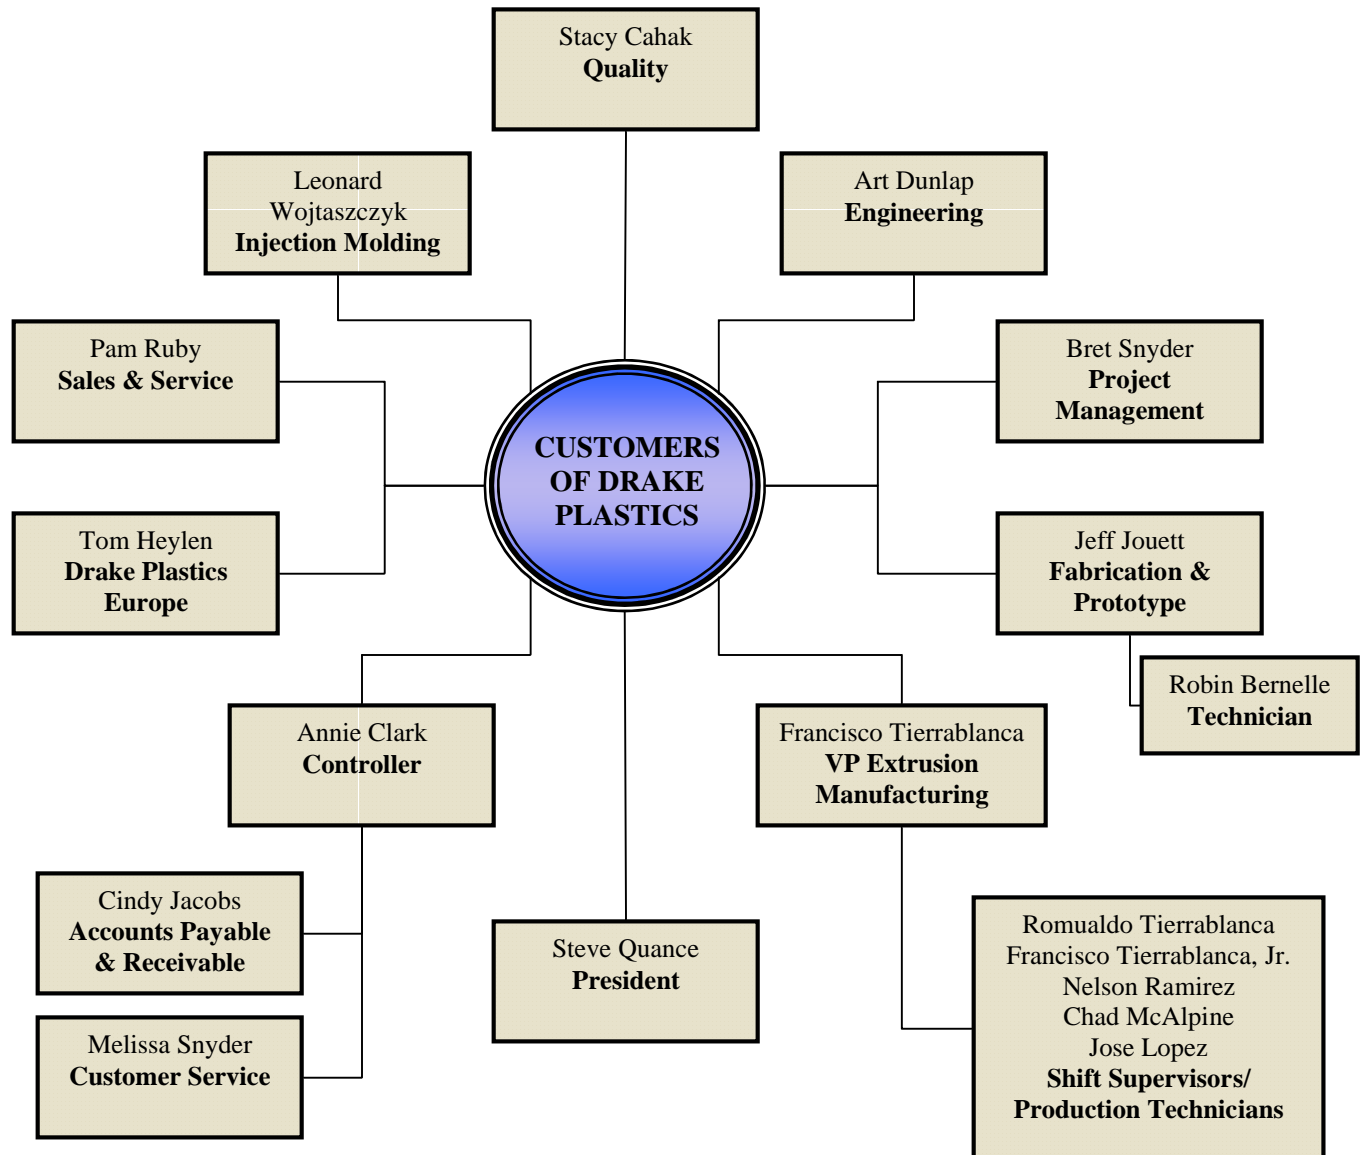 Stacy Cahak
Quality
Leonard
Wojtaszczyk
Injection Molding
Art Dunlap
Engineering
Pam Ruby
Sales & Service
Bret Snyder
Project
Management
CUSTOMERS
OF DRAKE
PLASTICS
Tom Heylen
Drake Plastics
Europe
Jeff Jouett
Fabrication &
Prototype
Robin Bernelle
Technician
Annie Clark
Controller
Francisco Tierrablanca
VP Extrusion
Manufacturing
Cindy Jacobs
Accounts Payable
& Receivable
Steve Quance
President
Romualdo Tierrablanca
Francisco Tierrablanca, Jr.
Nelson Ramirez
Chad McAlpine
Jose Lopez
Shift Supervisors/
Production Technicians
Melissa Snyder
Customer Service